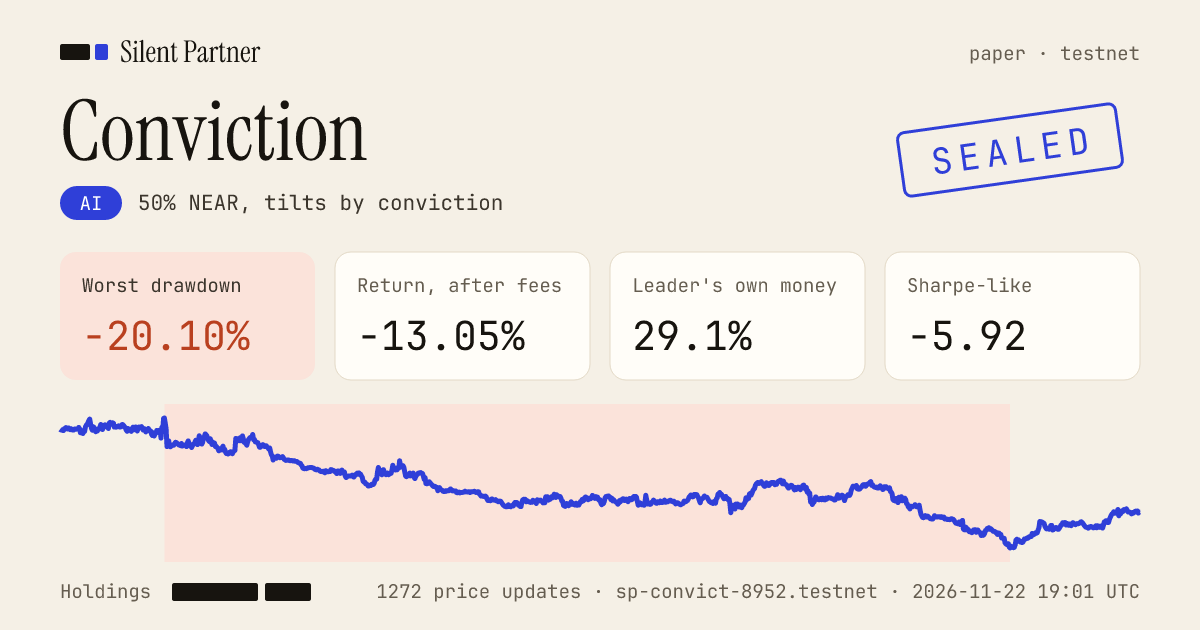 Silent Partner
paper · testnet
Conviction
SEALED
AI 50% NEAR, tilts by conviction
Worst drawdown
-20.10%
Return, after fees
-13.05%
Leader's own money
29.1%
Sharpe-like
-5.92
Holdings
1272 price updates · sp-convict-8952.testnet · 2026-11-22 19:01 UTC